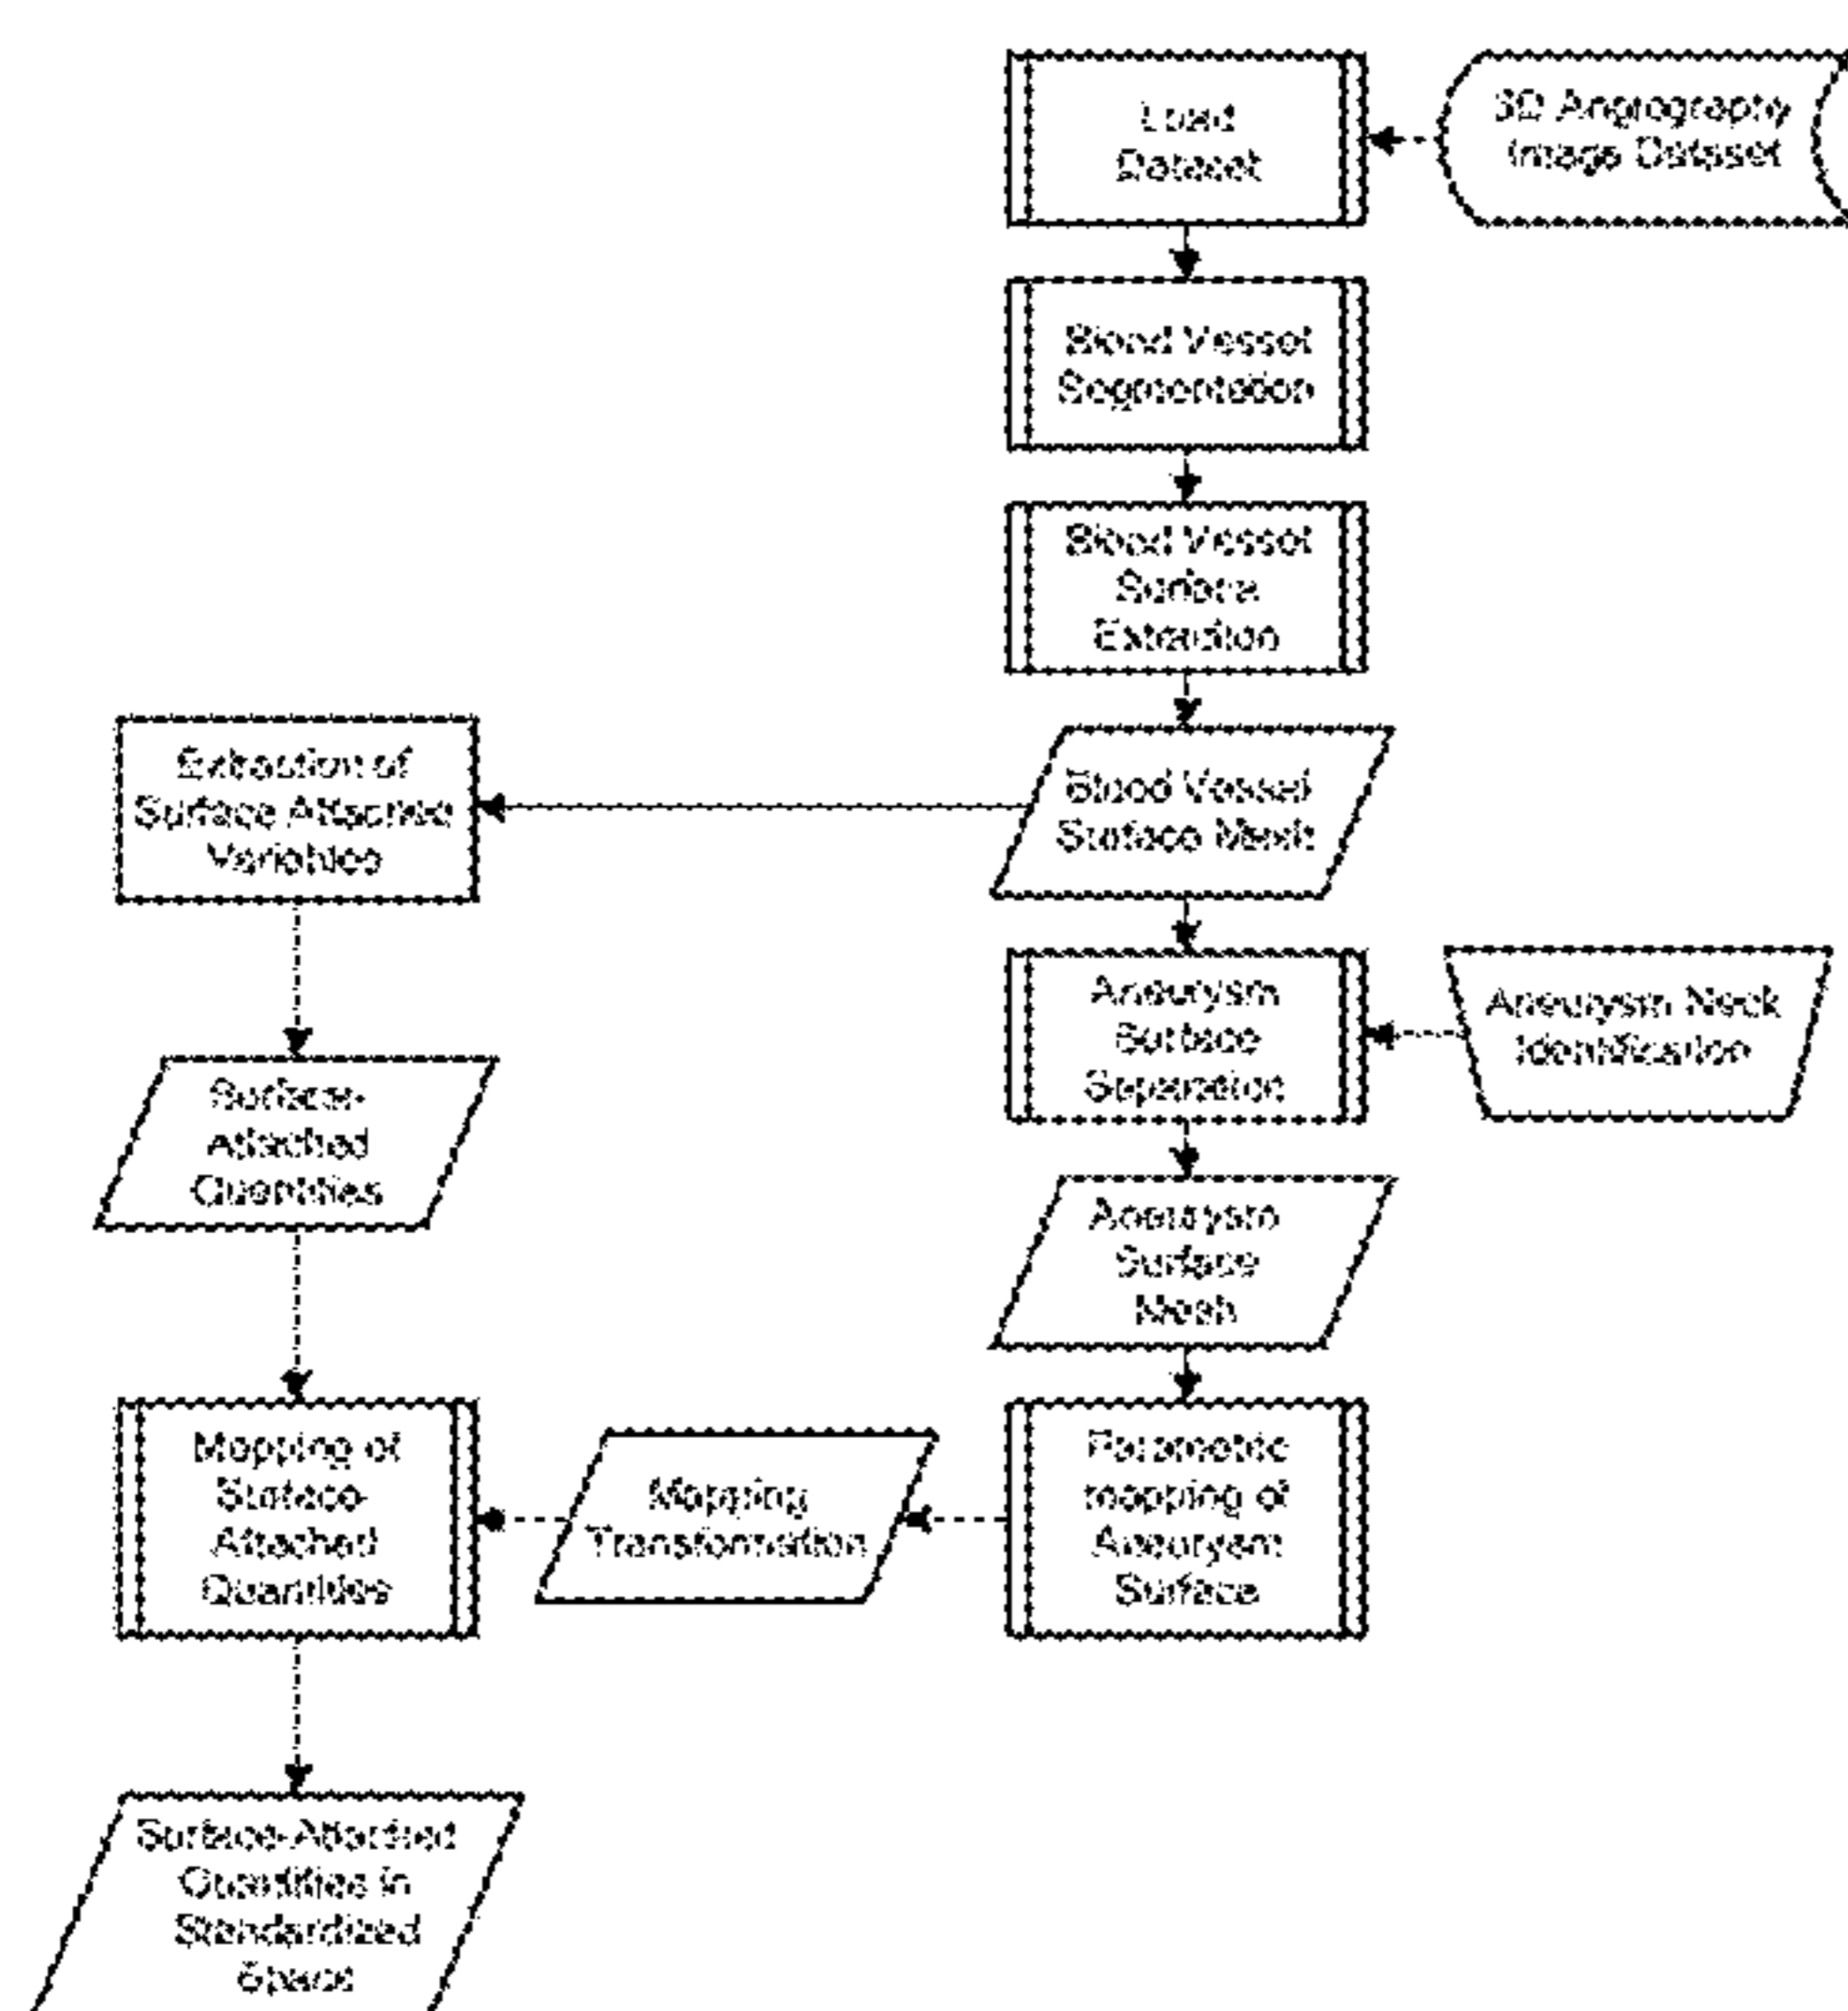 Load
Dataset
3D Angiography
Image Dataset
Blood Vessel
Segmentation
Blood Vessel
Surface
Extraction
Extraction of
Surface Attached
Variables
Blood Vessel
Surface Mesh
Aneurysm
Surface
Separation
Aneurysm Neck
Identification
Surface-
Attached
Quantities
Aneurysm
Surface
Mesh
Mapping of
Surface-
Attached
Quantities
Mapping
Transformation
Parametric
mapping of
Aneurysm
Surface
Surface-Attached
Quantities in
Standardized
Space